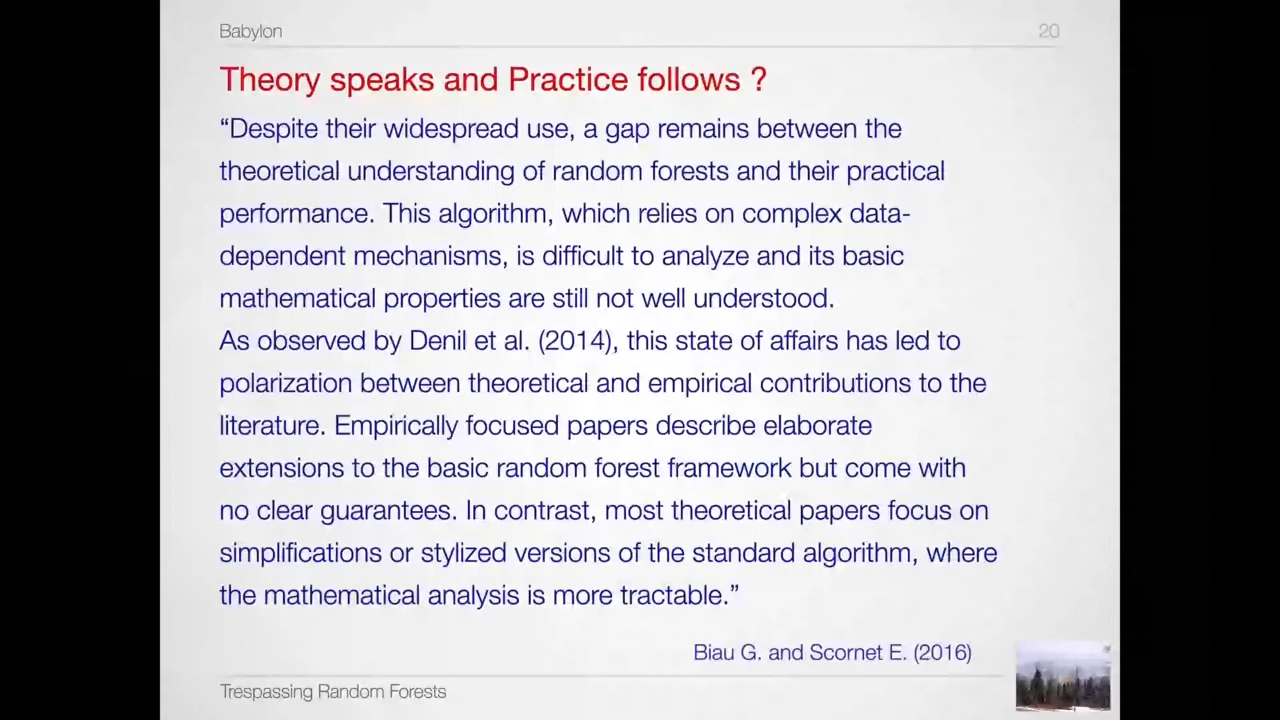 Babylon
20
Theory speaks and Practice follows ?
“Despite their widespread use, a gap remains between the
theoretical understanding of random forests and their practical
performance. This algorithm, which relies on complex data-
dependent mechanisms, is difficult to analyze and its basic
mathematical properties are still not well understood.
As observed by Denil et al. (2014), this state of affairs has led to
polarization between theoretical and empirical contributions to the
literature. Empirically focused papers describe elaborate
extensions to the basic random forest framework but come with
no clear guarantees. In contrast, most theoretical papers focus on
simplifications or stylized versions of the standard algorithm, where
the mathematical analysis is more tractable.”
Biau G. and Scornet E. (2016)
Trespassing Random Forests